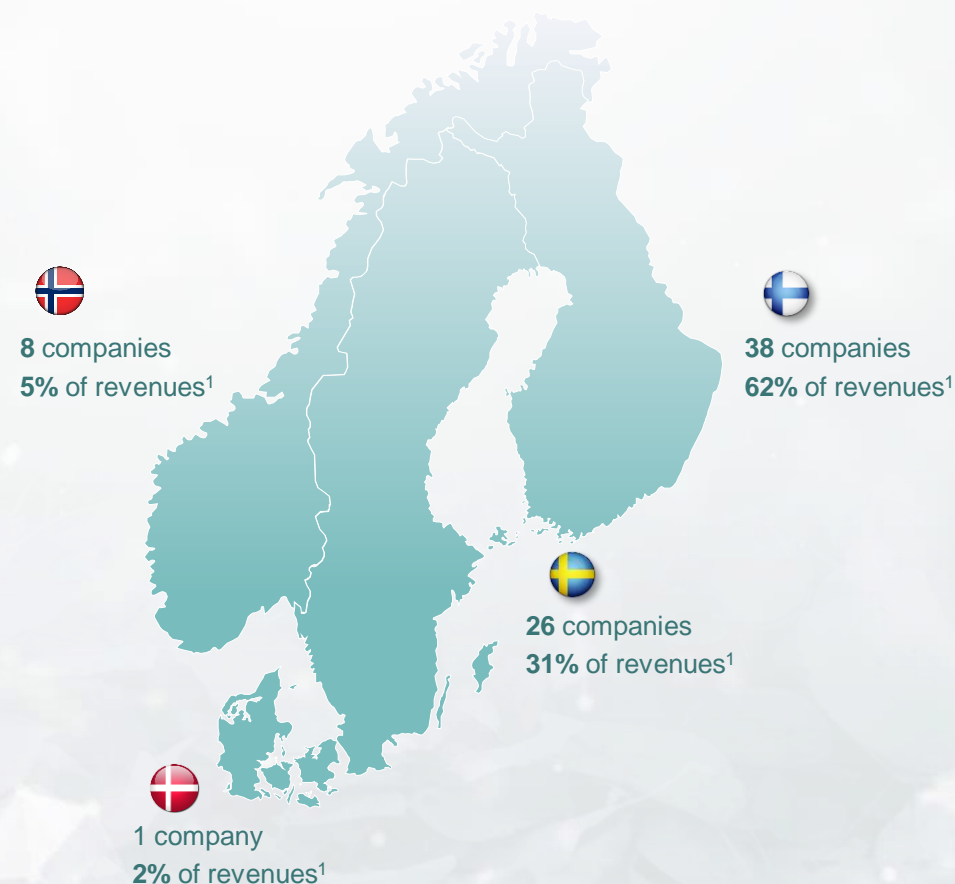 8 companies
5% of revenues¹
38 companies
62% of revenues¹
26 companies
31% of revenues¹
1 company
2% of revenues¹